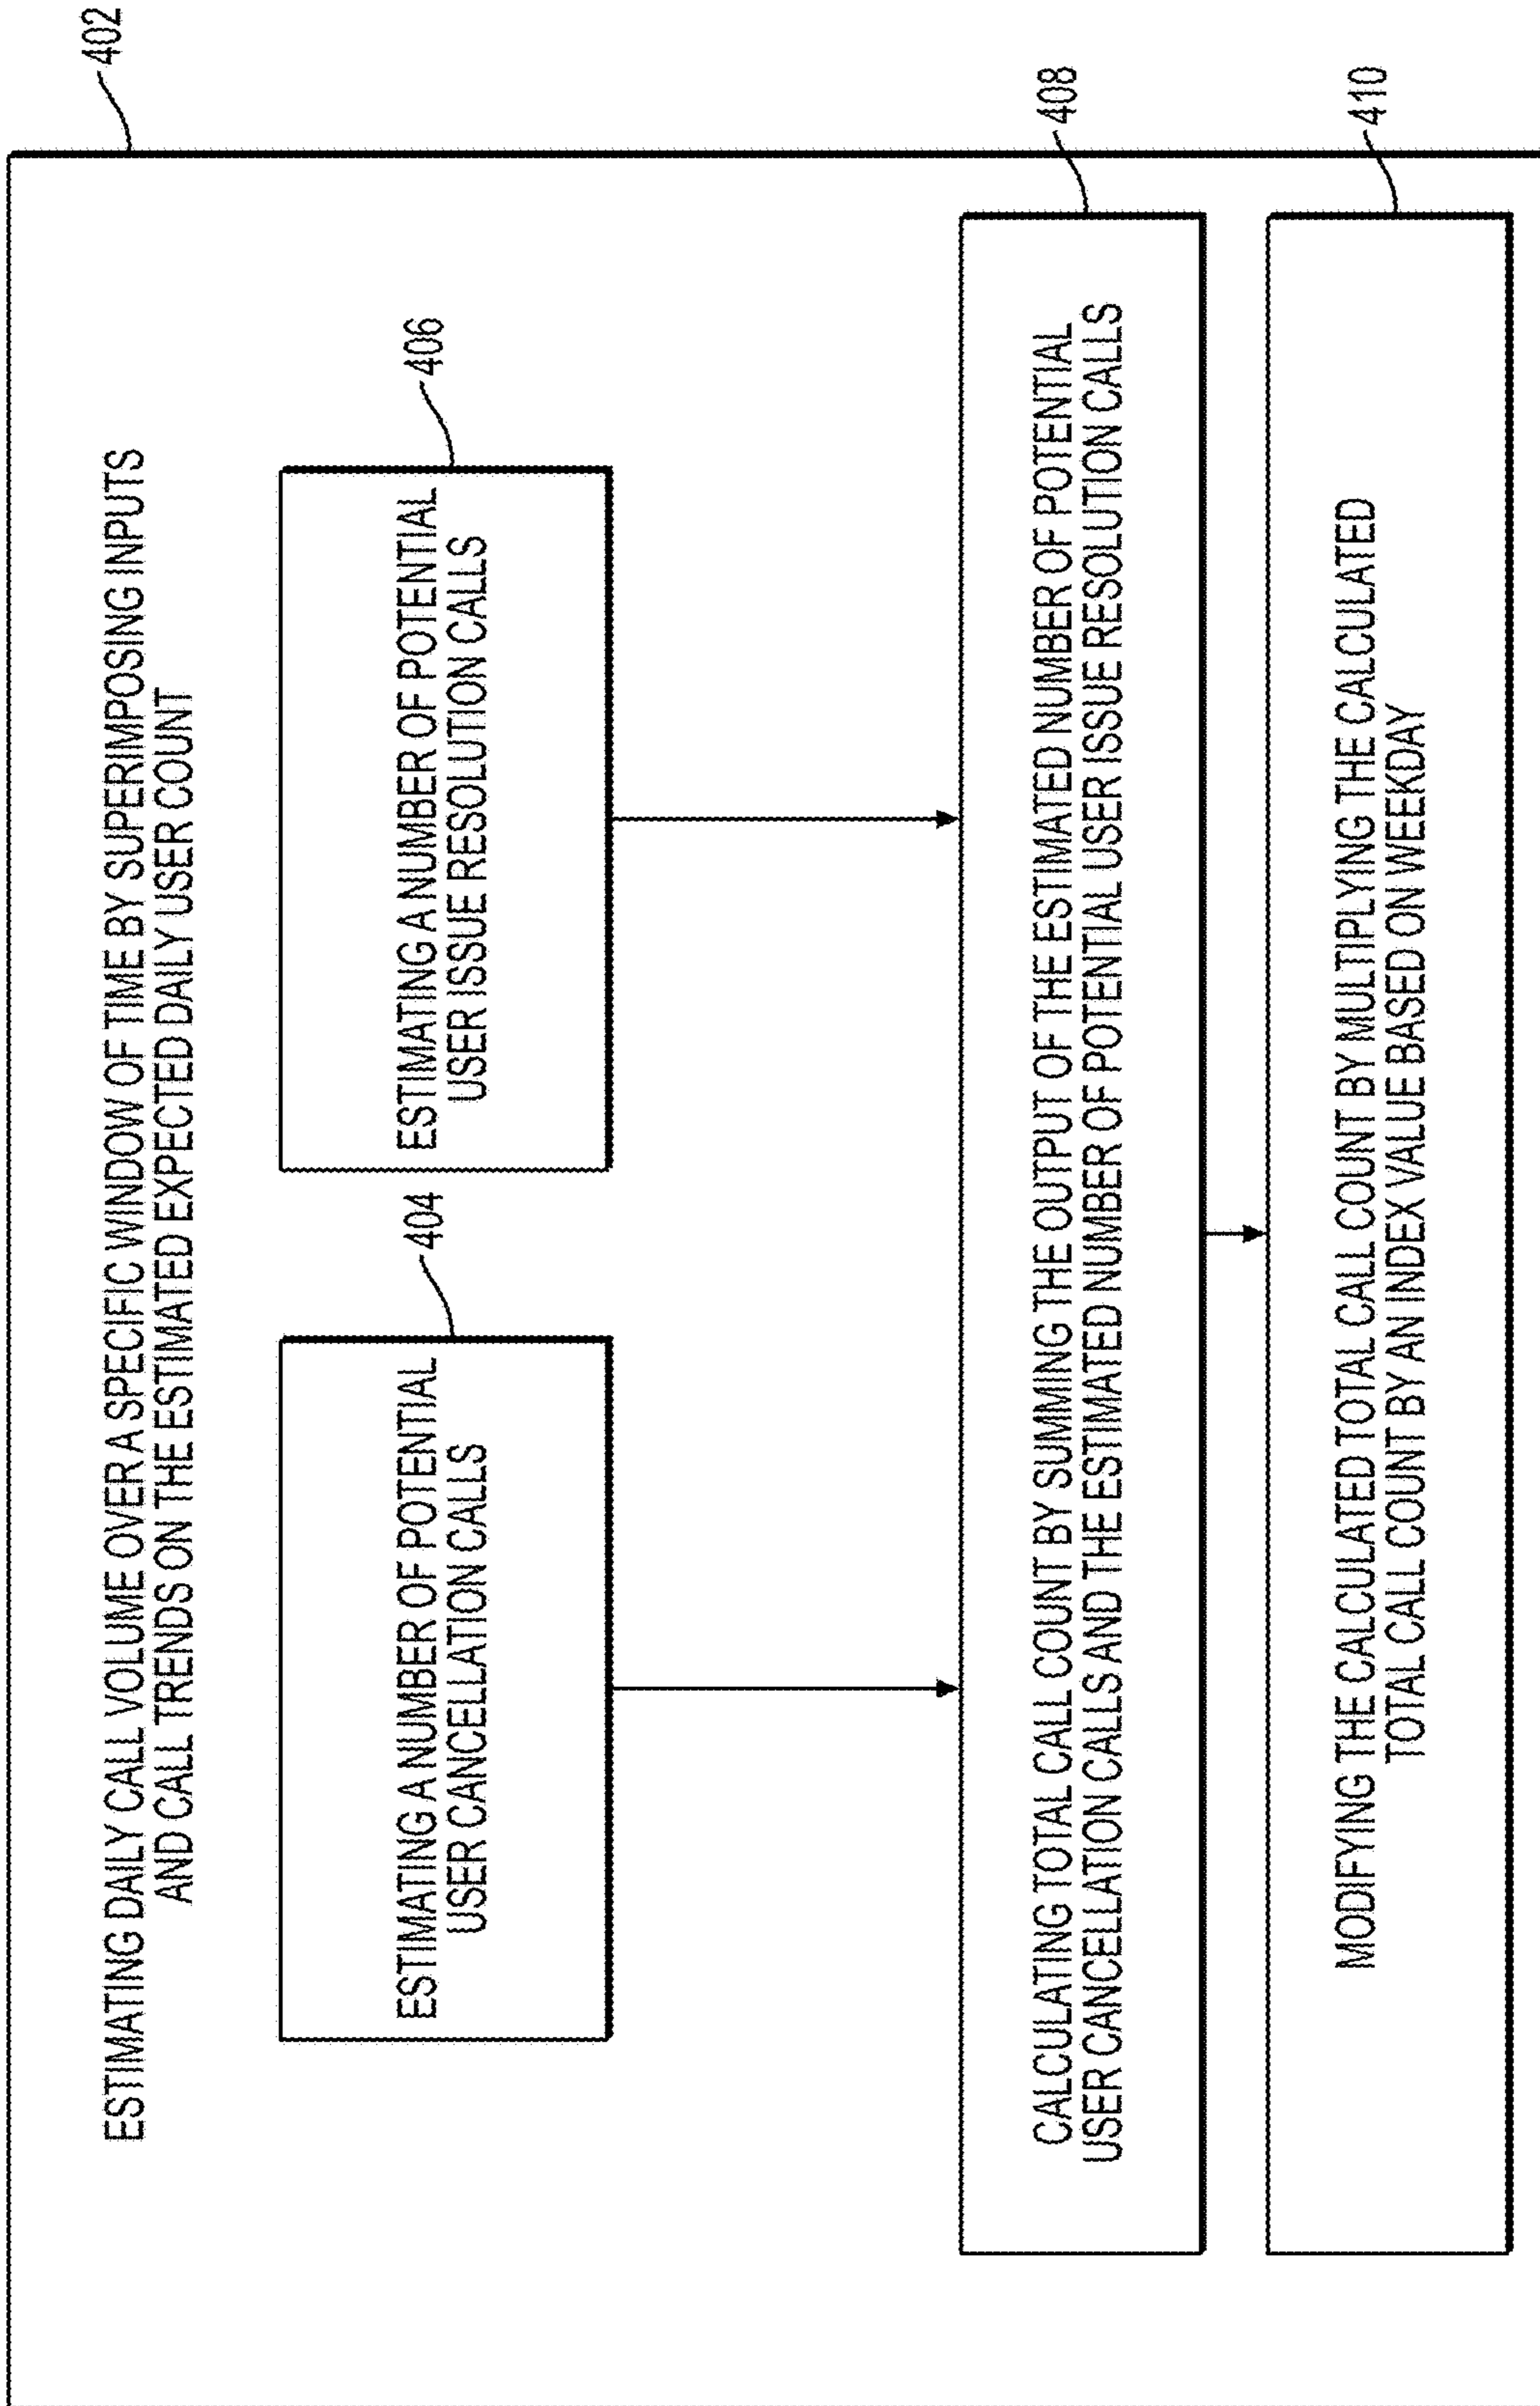 402
ESTIMATING DAILY CALL VOLUME OVER A SPECIFIC WINDOW OF TIME BY SUPERIMPOSING INPUTS
AND CALL TRENDS ON THE ESTIMATED EXPECTED DAILY USER COUNT
404
ESTIMATING A NUMBER OF POTENTIAL
USER CANCELLATION CALLS
406
ESTIMATING A NUMBER OF POTENTIAL
USER ISSUE RESOLUTION CALLS
408
CALCULATING TOTAL CALL COUNT BY SUMMING THE OUTPUT OF THE ESTIMATED NUMBER OF POTENTIAL
USER CANCELLATION CALLS AND THE ESTIMATED NUMBER OF POTENTIAL USER ISSUE RESOLUTION CALLS
410
MODIFYING THE CALCULATED TOTAL CALL COUNT BY MULTIPLYING THE CALCULATED
TOTAL CALL COUNT BY AN INDEX VALUE BASED ON WEEKDAY